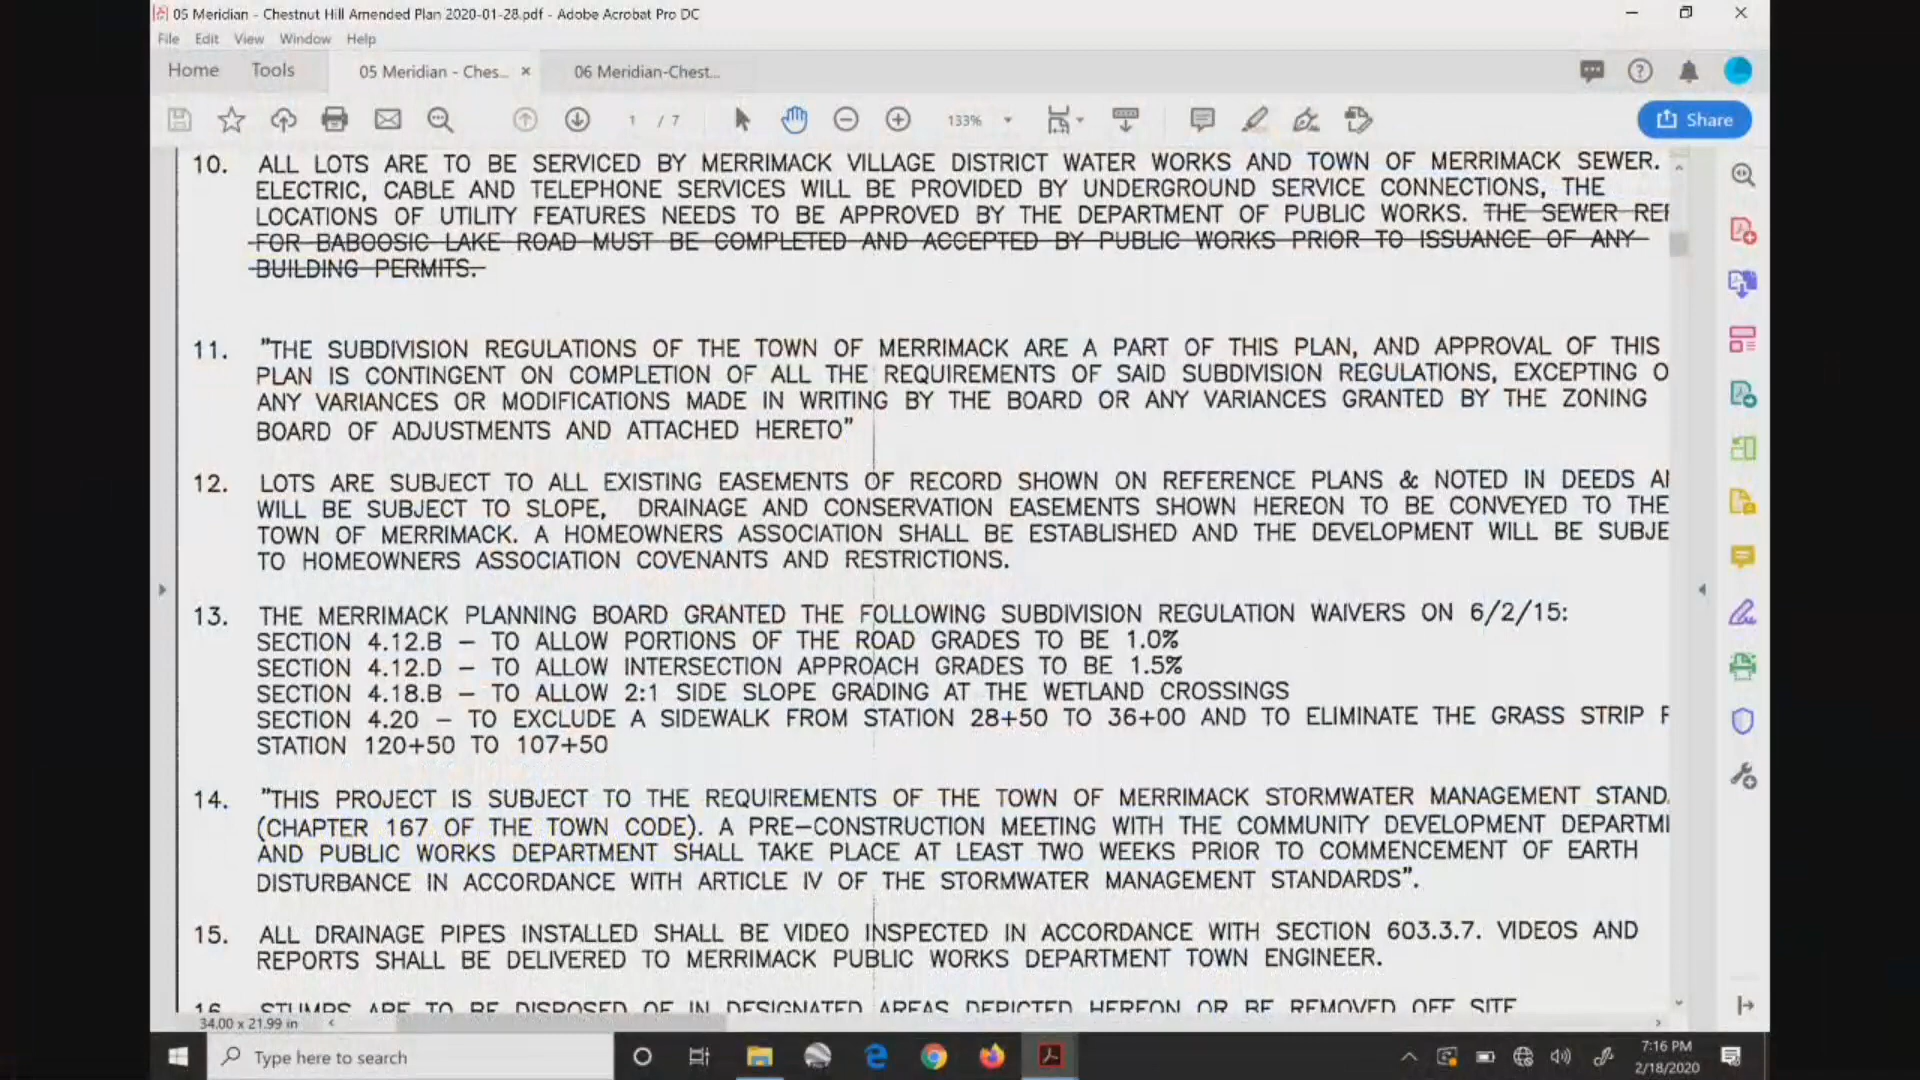 05 Meridian - Chestnut Hill Amended Plan 2020-01-28.pdf - Adobe Acrobat Pro DC
File Edit View Window Help
Home Tools 05 Meridian - Ches... × 06 Meridian-Chest...
1 / 7 133% Share
10. ALL LOTS ARE TO BE SERVICED BY MERRIMACK VILLAGE DISTRICT WATER WORKS AND TOWN OF MERRIMACK SEWER.
ELECTRIC, CABLE AND TELEPHONE SERVICES WILL BE PROVIDED BY UNDERGROUND SERVICE CONNECTIONS, THE
LOCATIONS OF UTILITY FEATURES NEEDS TO BE APPROVED BY THE DEPARTMENT OF PUBLIC WORKS. THE SEWER
FOR BABOOSIC LAKE ROAD MUST BE COMPLETED AND ACCEPTED BY PUBLIC WORKS PRIOR TO ISSUANCE OF ANY
BUILDING PERMITS.
11. "THE SUBDIVISION REGULATIONS OF THE TOWN OF MERRIMACK ARE A PART OF THIS PLAN, AND APPROVAL OF THIS
PLAN IS CONTINGENT ON COMPLETION OF ALL THE REQUIREMENTS OF SAID SUBDIVISION REGULATIONS, EXCEPTING
ANY VARIANCES OR MODIFICATIONS MADE IN WRITING BY THE BOARD OR ANY VARIANCES GRANTED BY THE ZONING
BOARD OF ADJUSTMENTS AND ATTACHED HERETO"
12. LOTS ARE SUBJECT TO ALL EXISTING EASEMENTS OF RECORD SHOWN ON REFERENCE PLANS & NOTED IN DEEDS
WILL BE SUBJECT TO SLOPE, DRAINAGE AND CONSERVATION EASEMENTS SHOWN HEREON TO BE CONVEYED TO THE
TOWN OF MERRIMACK. A HOMEOWNERS ASSOCIATION SHALL BE ESTABLISHED AND THE DEVELOPMENT WILL BE SUBJE
TO HOMEOWNERS ASSOCIATION COVENANTS AND RESTRICTIONS.
13. THE MERRIMACK PLANNING BOARD GRANTED THE FOLLOWING SUBDIVISION REGULATION WAIVERS ON 6/2/15:
SECTION 4.12.B – TO ALLOW PORTIONS OF THE ROAD GRADES TO BE 1.0%
SECTION 4.12.D – TO ALLOW INTERSECTION APPROACH GRADES TO BE 1.5%
SECTION 4.18.B – TO ALLOW 2:1 SIDE SLOPE GRADING AT THE WETLAND CROSSINGS
SECTION 4.20 – TO EXCLUDE A SIDEWALK FROM STATION 28+50 TO 36+00 AND TO ELIMINATE THE GRASS STRIP
STATION 120+50 TO 107+50
14. "THIS PROJECT IS SUBJECT TO THE REQUIREMENTS OF THE TOWN OF MERRIMACK STORMWATER MANAGEMENT STAND
(CHAPTER 167 OF THE TOWN CODE). A PRE–CONSTRUCTION MEETING WITH THE COMMUNITY DEVELOPMENT DEPARTM
AND PUBLIC WORKS DEPARTMENT SHALL TAKE PLACE AT LEAST TWO WEEKS PRIOR TO COMMENCEMENT OF EARTH
DISTURBANCE IN ACCORDANCE WITH ARTICLE IV OF THE STORMWATER MANAGEMENT STANDARDS".
15. ALL DRAINAGE PIPES INSTALLED SHALL BE VIDEO INSPECTED IN ACCORDANCE WITH SECTION 603.3.7. VIDEOS AND
REPORTS SHALL BE DELIVERED TO MERRIMACK PUBLIC WORKS DEPARTMENT TOWN ENGINEER.
16. STUMPS ARE TO BE DISPOSED OF IN DESIGNATED AREAS DEPICTED HEREON OR BE REMOVED OFF SITE
34.00 x 21.99 in
Type here to search
7:16 PM
2/18/2020